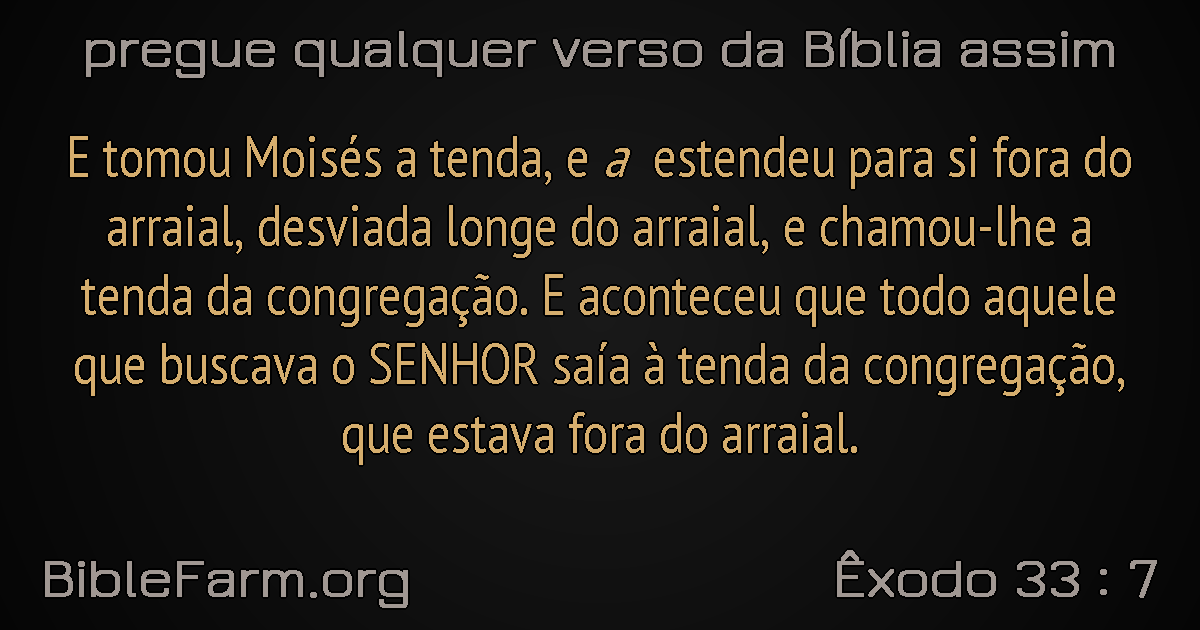 pregue qualquer verso da Bíblia assim
E tomou Moisés a tenda, e a estendeu para si fora do
arraial, desviada longe do arraial, e chamou-lhe a
tenda da congregação. E aconteceu que todo aquele
que buscava o SENHOR saía à tenda da congregação,
que estava fora do arraial.
BibleFarm.org
Êxodo 33 : 7